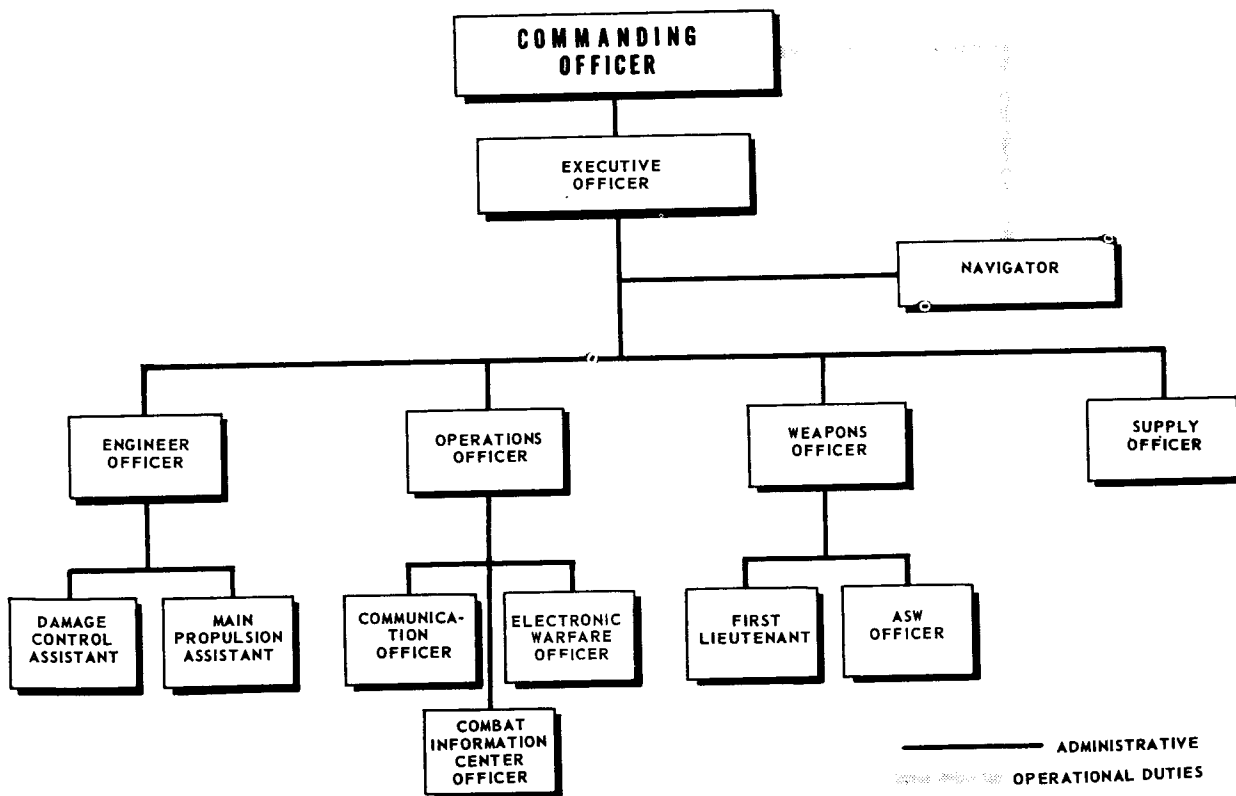 COMMANDING
OFFICER
EXECUTIVE
OFFICER
NAVIGATOR
ENGINEER
OFFICER
OPERATIONS
OFFICER
WEAPONS
OFFICER
SUPPLY
OFFICER
DAMAGE
CONTROL
ASSISTANT
MAIN
PROPULSION
ASSISTANT
COMMUNICA-
TION
OFFICER
ELECTRONIC
WARFARE
OFFICER
FIRST
LIEUTENANT
ASW
OFFICER
COMBAT
INFORMATION
CENTER
OFFICER
ADMINISTRATIVE
OPERATIONAL DUTIES